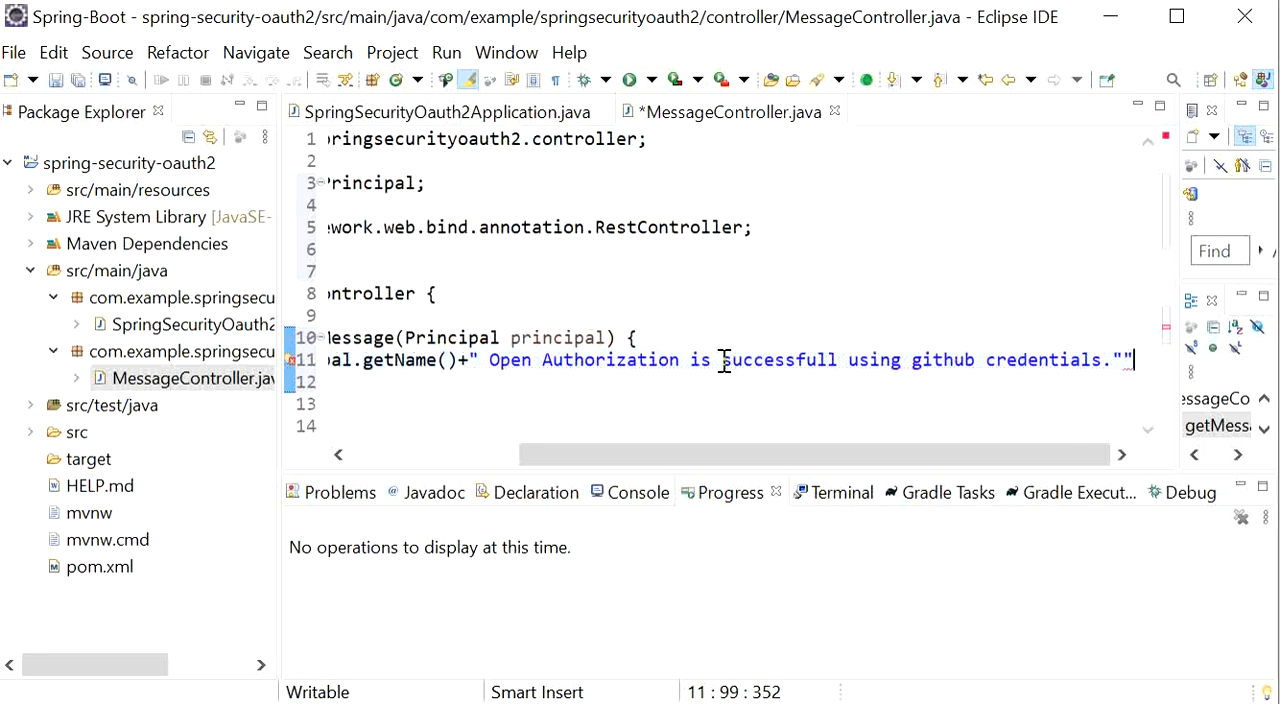 Spring-Boot - spring-security-oauth2/src/main/java/com/example/springsecurityoauth2/controller/MessageController.java - Eclipse IDE
File Edit Source Refactor Navigate Search Project Run Window Help
Package Explorer
spring-security-oauth2
src/main/resources
JRE System Library [JavaSE-
Maven Dependencies
src/main/java
com.example.springsecu
SpringSecurityOauth2
com.example.springsecu
MessageController.jav
src/test/java
src
target
HELP.md
mvnw
mvnw.cmd
pom.xml
SpringSecurityOauth2Application.java
*MessageController.java
1 pringsecurityoauth2.controller;
2
3 Principal;
4
5 ework.web.bind.annotation.RestController;
6
7
8 ontroller {
9
10 Message(Principal principal) {
11 pal.getName()+" Open Authorization is successfull using github credentials.""
12
13
14
Find
essageCo
getMess
Problems Javadoc Declaration Console Progress Terminal Gradle Tasks Gradle Execut... Debug
No operations to display at this time.
Writable Smart Insert 11 : 99 : 352